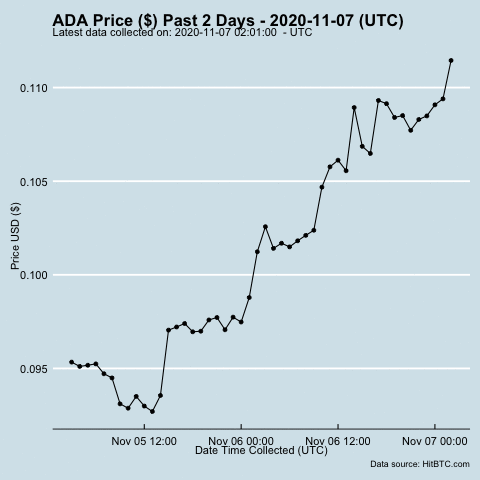 ADA Price ($) Past 2 Days - 2020-11-07 (UTC)
Latest data collected on: 2020-11-07 02:01:00  - UTC
0.110
0.105
0.100
0.095
Price USD ($)
Nov 05 12:00 Nov 06 00:00 Nov 06 12:00 Nov 07 00:00
Date Time Collected (UTC)
Data source: HitBTC.com